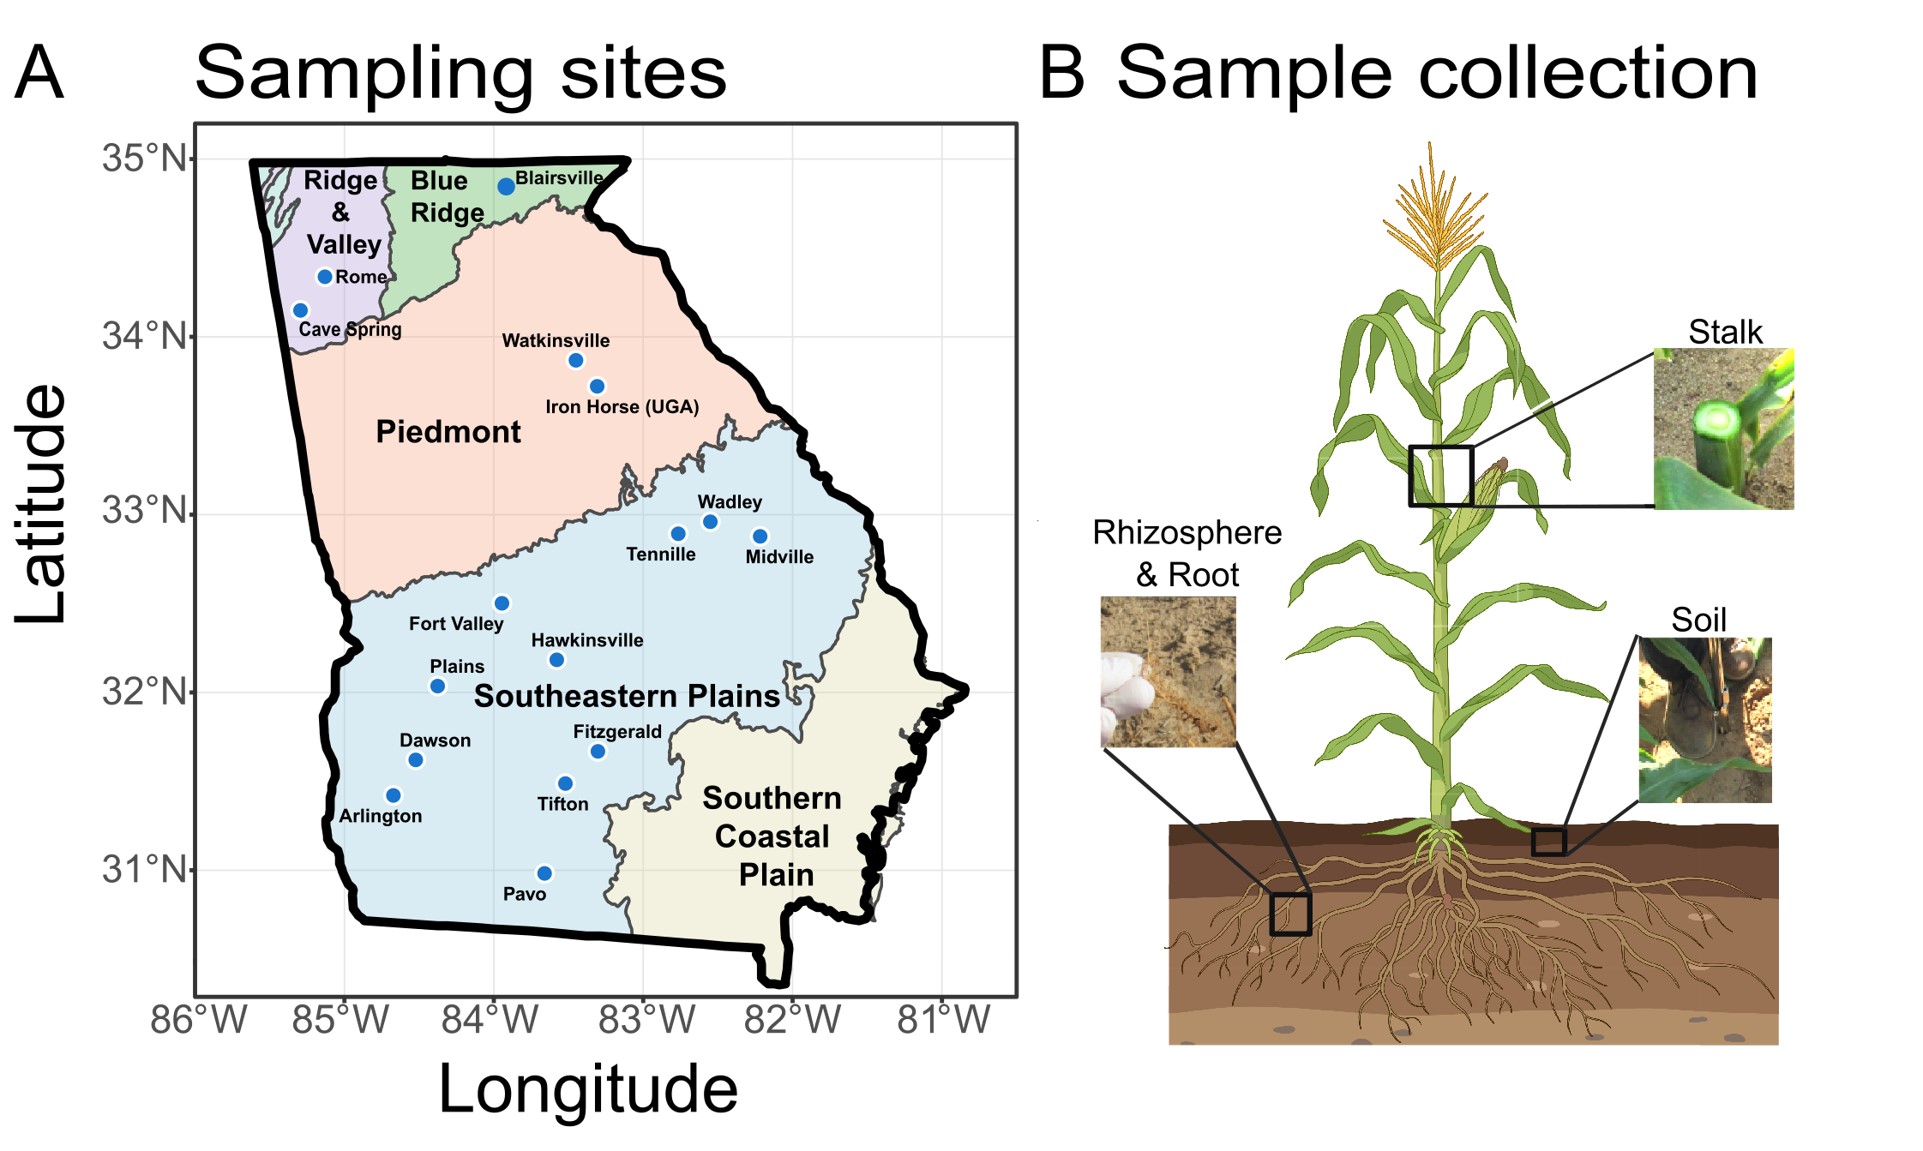 A
Sampling sites
35°N
34°N
33°N
32°N
31°N
Latitude
86°W
85°W
84°W
83°W
82°W
81°W
Longitude
Ridge
&
Valley
Blue
Ridge
Blairsville
Rome
Cave Spring
Watkinsville
Iron Horse (UGA)
Piedmont
Wadley
Tennille
Midville
Fort Valley
Hawkinsville
Plains
Southeastern Plains
Fitzgerald
Dawson
Tifton
Arlington
Southern
Coastal
Plain
Pavo
B
Sample collection
Stalk
Rhizosphere
& Root
Soil